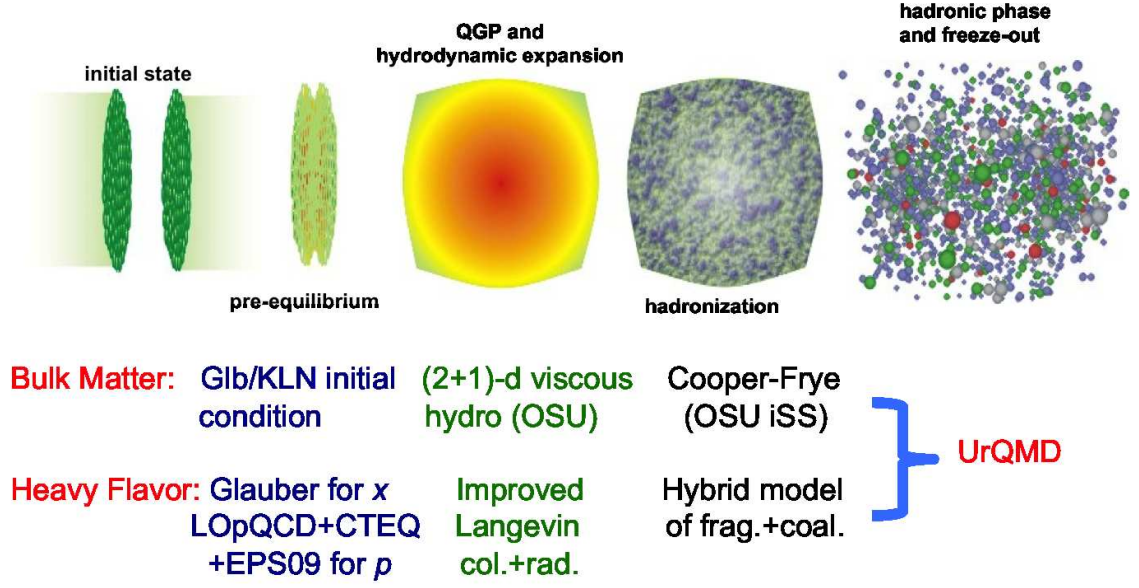 initial state
pre-equilibrium
QGP and
hydrodynamic expansion
hadronization
hadronic phase
and freeze-out
Bulk Matter:
Glb/KLN initial
condition
(2+1)-d viscous
hydro (OSU)
Cooper-Frye
(OSU iSS)
UrQMD
Heavy Flavor:
Glauber for x
LOpQCD+CTEQ
+EPS09 for p
Improved
Langevin
col.+rad.
Hybrid model
of frag.+coal.